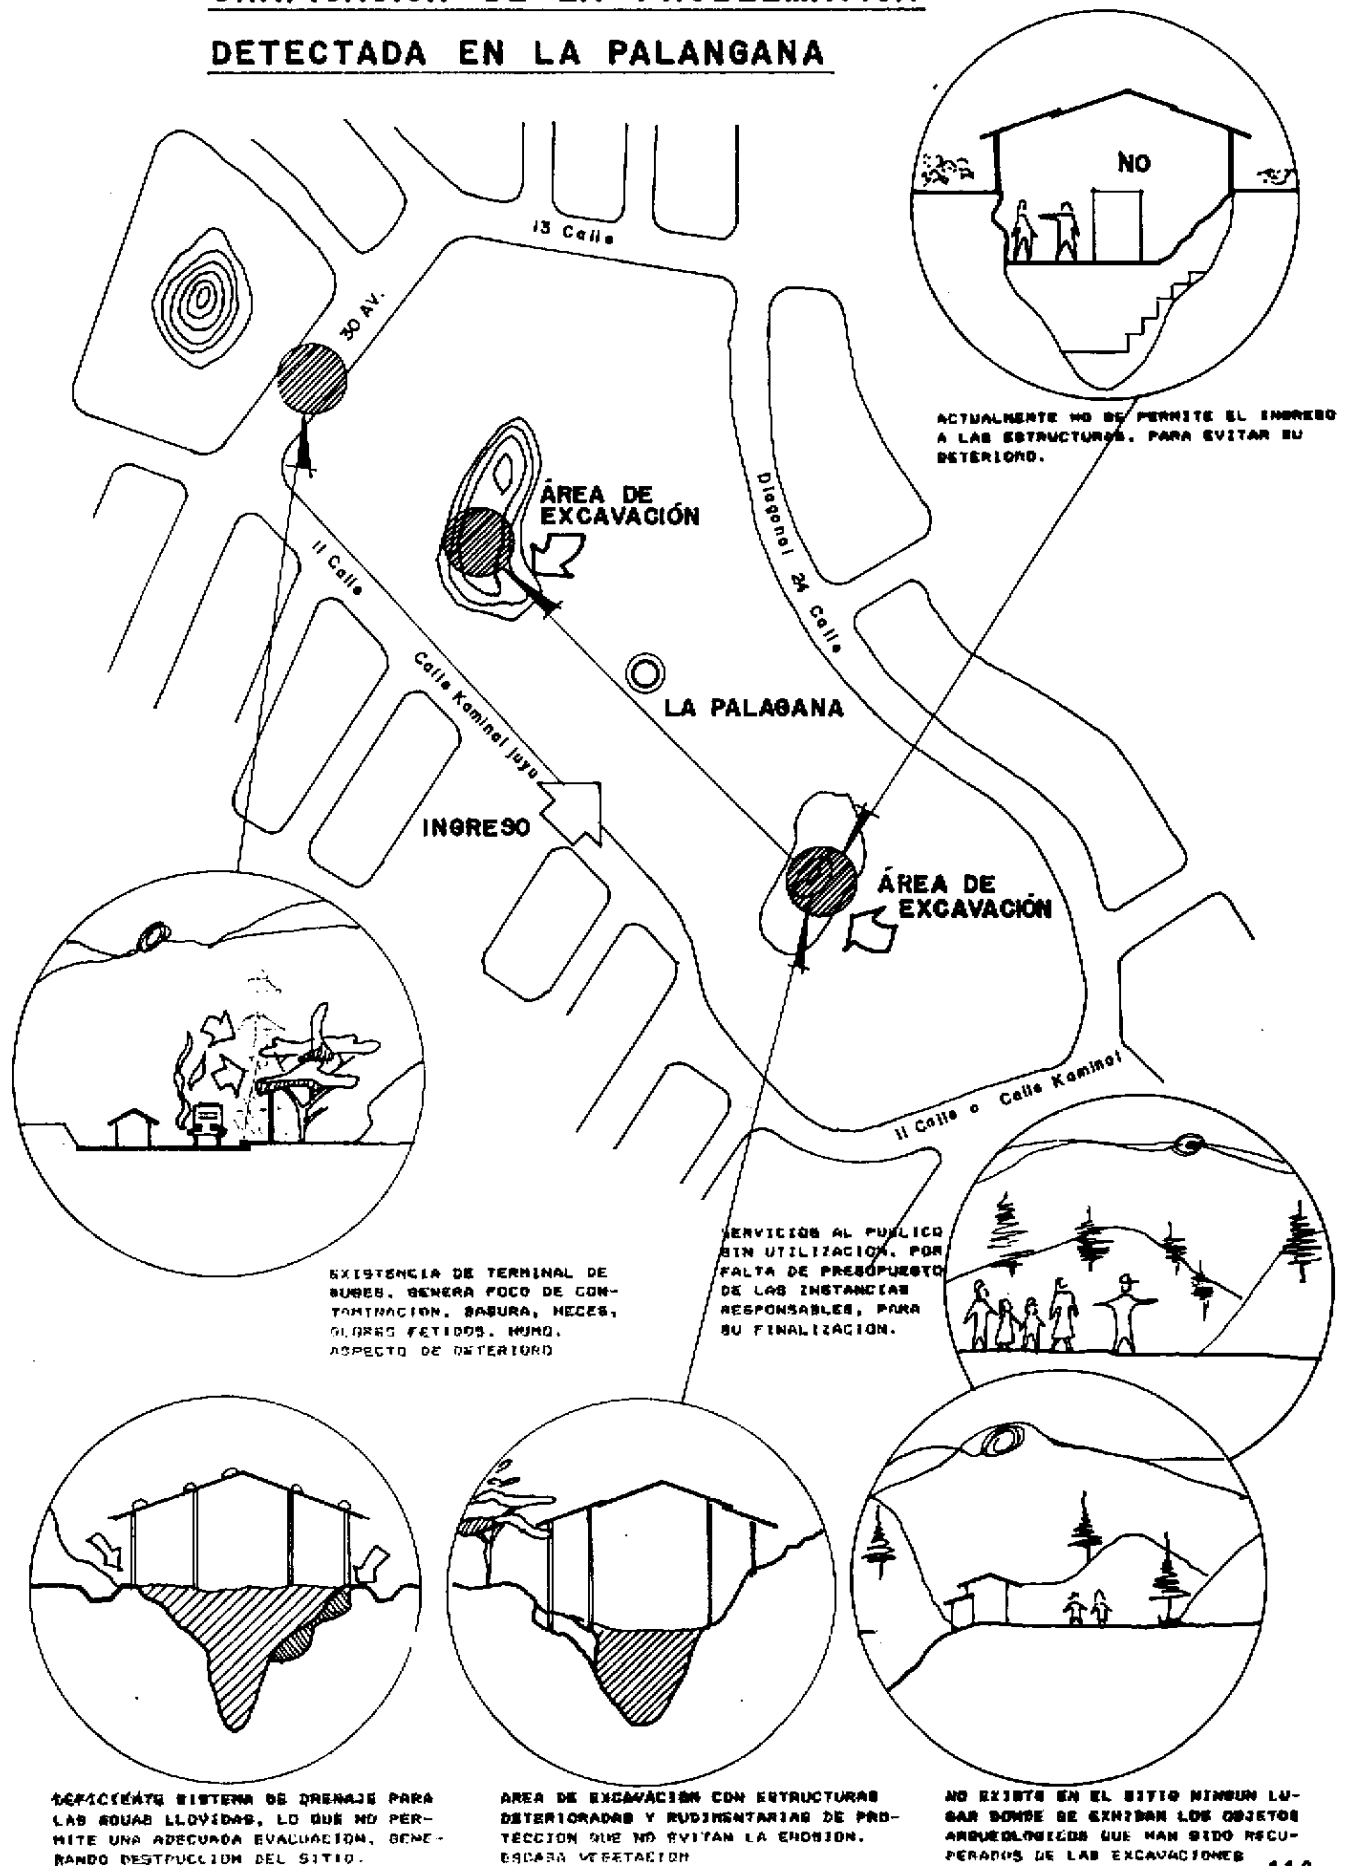 DETECTADA EN LA PALANGANA
NO
13 Calle
30 AV.
ACTUALMENTE NO SE PERMITE EL INGRESO
A LAS ESTRUCTURAS, PARA EVITAR SU
DETERIORO.
ÁREA DE
EXCAVACIÓN
Diagonal 24 Calle
11 Calle
Calle Kaminal juyu
LA PALAGANA
INGRESO
ÁREA DE
EXCAVACIÓN
11 Calle o Calle Kaminal
SERVICIOS AL PUBLICO
SIN UTILIZACION, POR
FALTA DE PRESUPUESTO
DE LAS INSTANCIAS
RESPONSABLES, PARA
SU FINALIZACION.
EXISTENCIA DE TERMINAL DE
BUSES, GENERA FOCO DE CON-
TAMINACION, BASURA, HECES,
OLORES FETIDOS, HUMO,
ASPECTO DE DETERIORO
DEFICIENTE SISTEMA DE DRENAJE PARA
LAS AGUAS LLOVIDAS, LO QUE NO PER-
MITE UNA ADECUADA EVACUACION, GENE-
RANDO DESTRUCCION DEL SITIO.
AREA DE EXCAVACION CON ESTRUCTURAS
DETERIORADAS Y RUDIMENTARIAS DE PRO-
TECCION QUE NO EVITAN LA EROSION.
ESCASA VEGETACION
NO EXISTE EN EL SITIO NINGUN LU-
GAR DONDE SE EXHIBAN LOS OBJETOS
ARQUEOLOGICOS QUE HAN SIDO RECU-
PERADOS DE LAS EXCAVACIONES